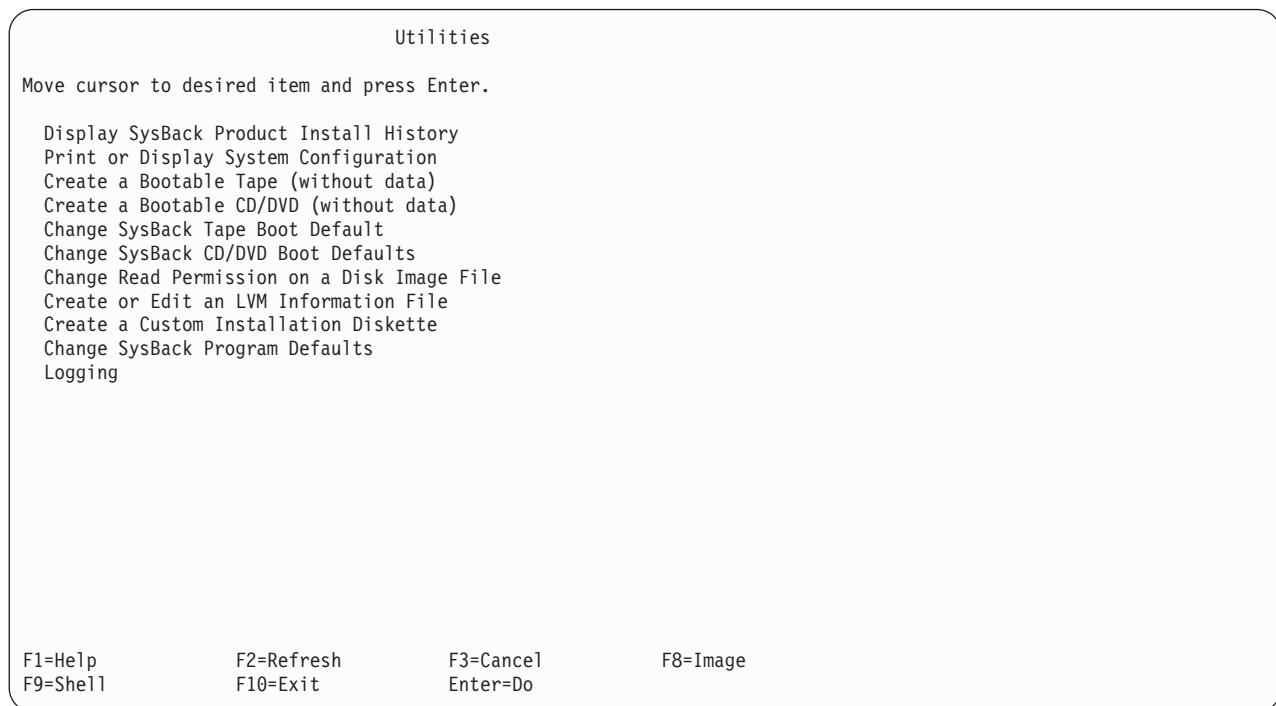 Utilities
Move cursor to desired item and press Enter.
Display SysBack Product Install History
Print or Display System Configuration
Create a Bootable Tape (without data)
Create a Bootable CD/DVD (without data)
Change SysBack Tape Boot Default
Change SysBack CD/DVD Boot Defaults
Change Read Permission on a Disk Image File
Create or Edit an LVM Information File
Create a Custom Installation Diskette
Change SysBack Program Defaults
Logging
F1=Help F2=Refresh F3=Cancel F8=Image
F9=Shell F10=Exit Enter=Do